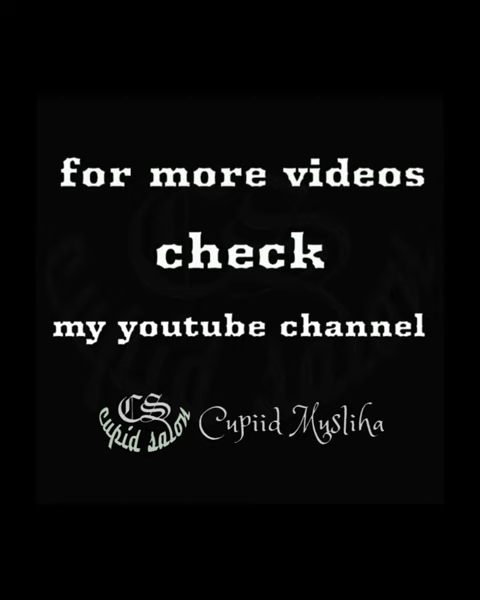 for more videos
check
my youtube channel
CS
cupid salon
Cupiid Mysliha